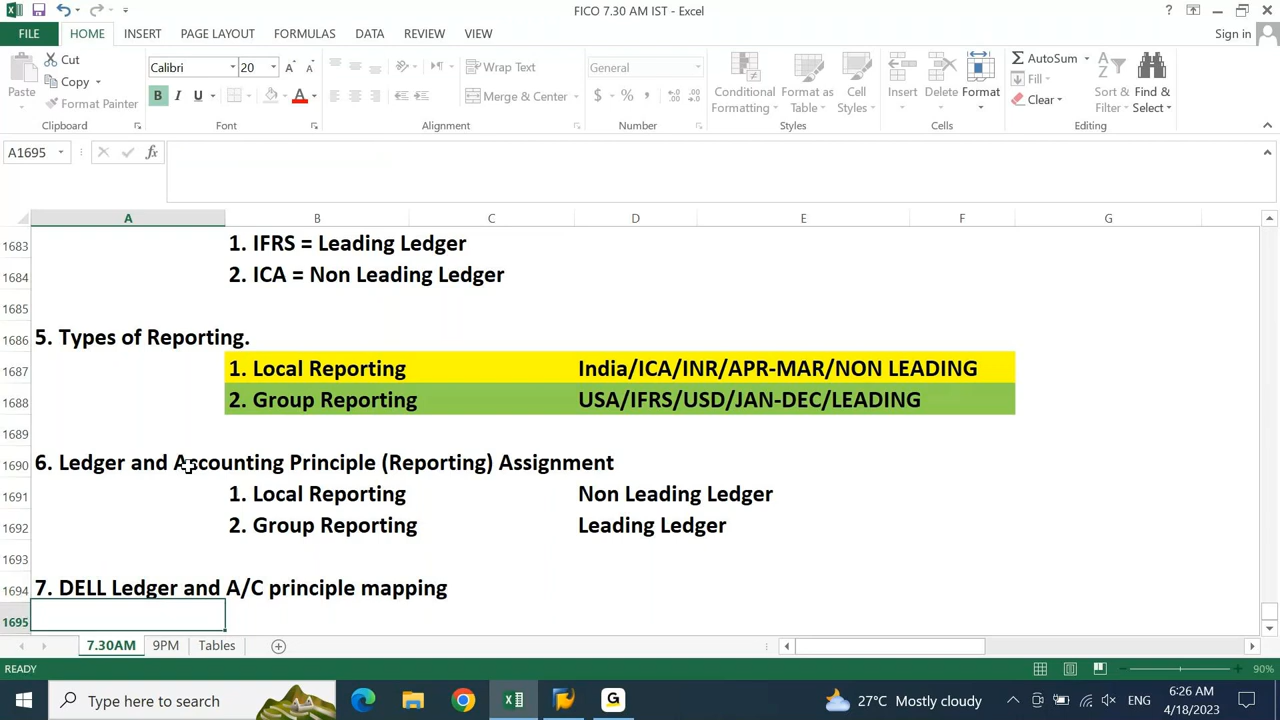 FICO 7.30 AM IST - Excel
?
FILE HOME INSERT PAGE LAYOUT FORMULAS DATA REVIEW VIEW Sign in
Paste Cut Copy Format Painter Clipboard
Calibri 20 A A B I U A Font
Wrap Text Merge & Center Alignment
General $ % , .0 .00 Number
Conditional Formatting Format as Table Cell Styles Styles
Insert Delete Format Cells
AutoSum Fill Clear Sort & Filter Find & Select Editing
A1695 fx
A B C D E F G
1683 1. IFRS = Leading Ledger
1684 2. ICA = Non Leading Ledger
1685
1686 5. Types of Reporting.
1687 1. Local Reporting India/ICA/INR/APR-MAR/NON LEADING
1688 2. Group Reporting USA/IFRS/USD/JAN-DEC/LEADING
1689
1690 6. Ledger and Accounting Principle (Reporting) Assignment
1691 1. Local Reporting Non Leading Ledger
1692 2. Group Reporting Leading Ledger
1693
1694 7. DELL Ledger and A/C principle mapping
1695
7.30AM 9PM Tables
READY 90%
Type here to search 27°C Mostly cloudy ENG 6:26 AM
4/18/2023